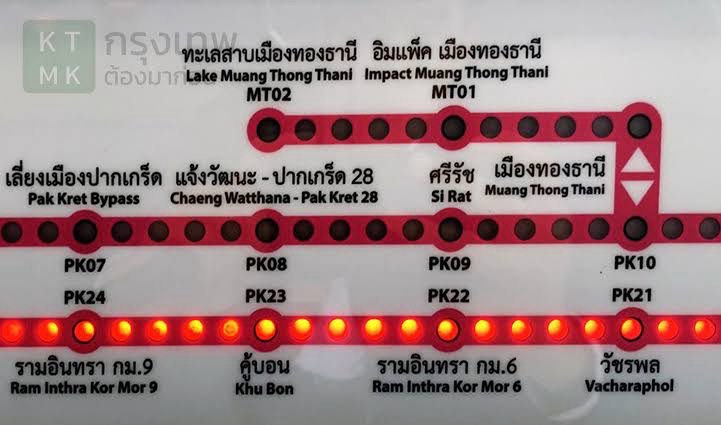 KT
MK
กรุงเทพ
ต้องมาก่อน
ทะเลสาบเมืองทองธานี
Lake Muang Thong Thani
MT02
อิมแพ็ค เมืองทองธานี
Impact Muang Thong Thani
MT01
เลี่ยงเมืองปากเกร็ด
Pak Kret Bypass
แจ้งวัฒนะ - ปากเกร็ด 28
Chaeng Watthana - Pak Kret 28
ศรีรัช
Si Rat
เมืองทองธานี
Muang Thong Thani
PK07
PK08
PK09
PK10
PK24
PK23
PK22
PK21
รามอินทรา กม.9
Ram Inthra Kor Mor 9
คู้บอน
Khu Bon
รามอินทรา กม.6
Ram Inthra Kor Mor 6
วัชรพล
Vacharaphol